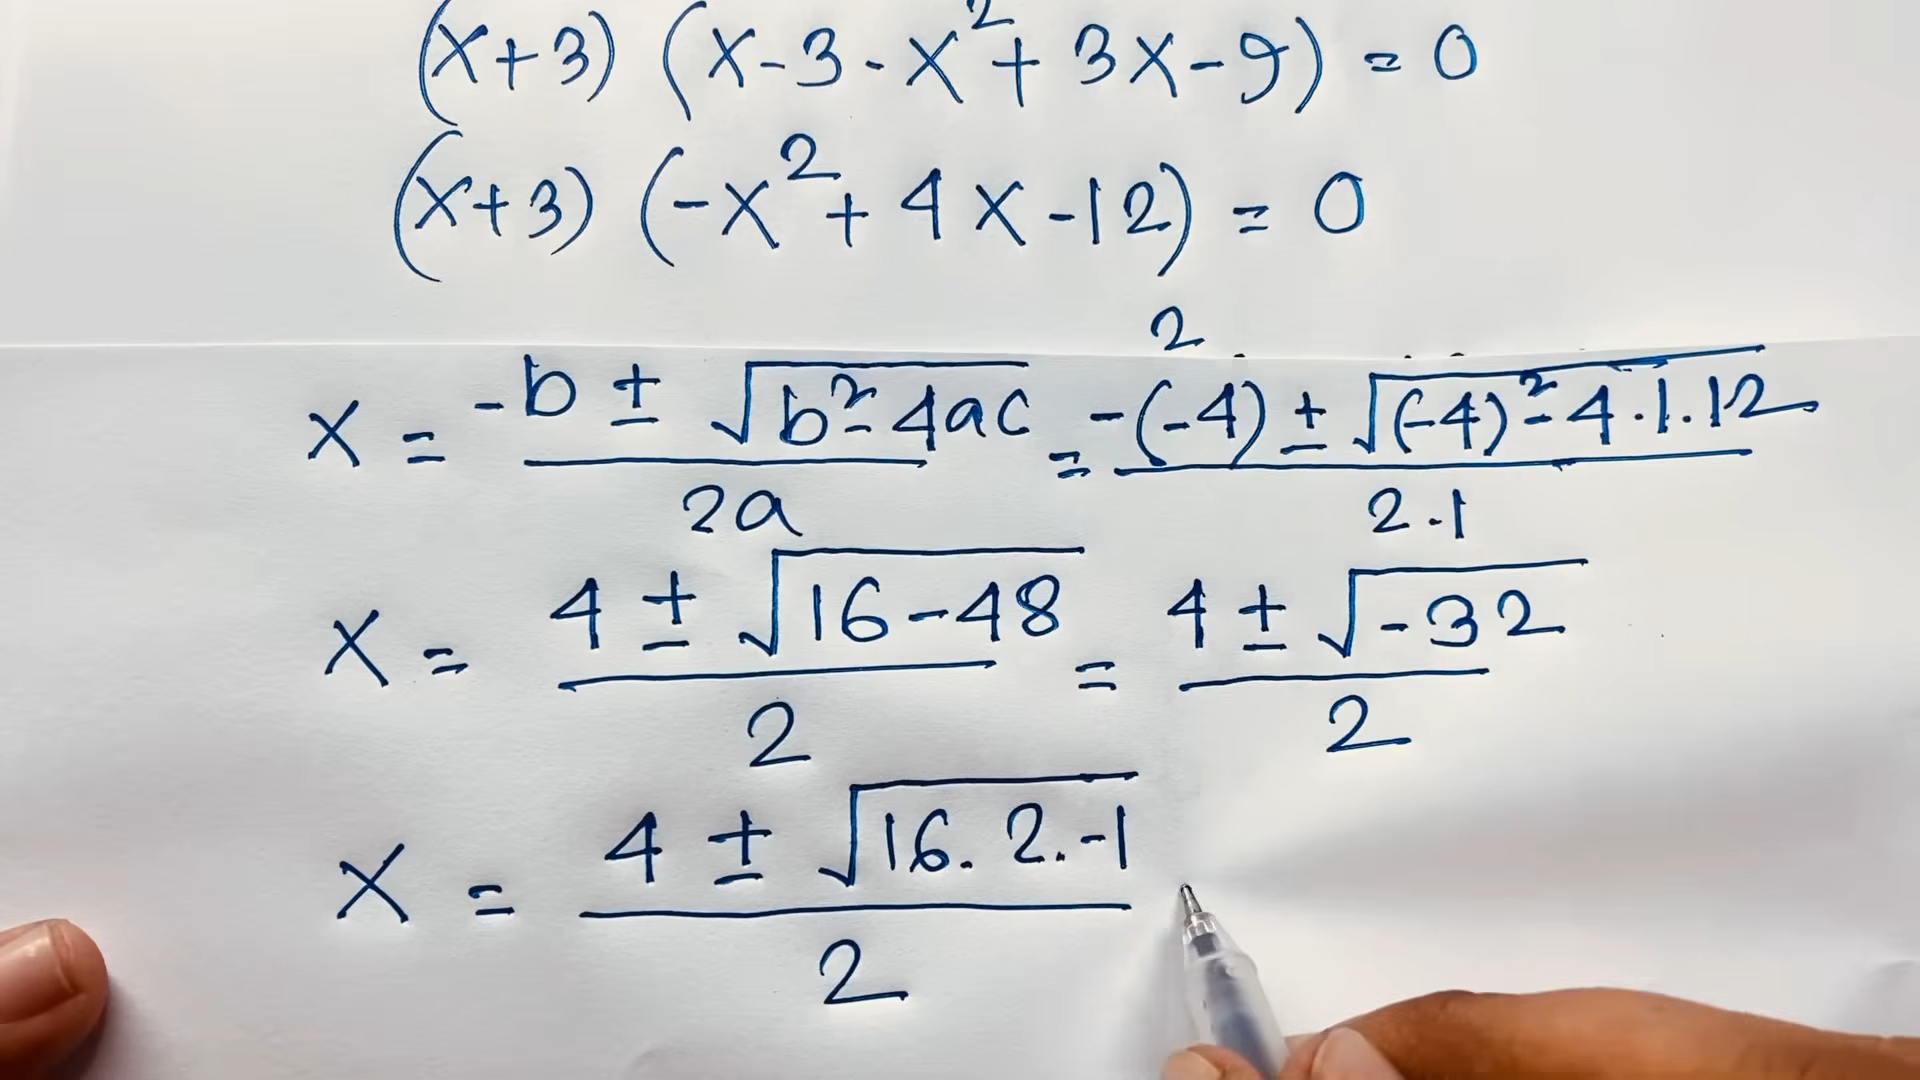 (x+3) (x-3-x²+3x-9) = 0
(x+3) (-x²+4x-12) = 0
2
x = -b ± √b²-4ac / 2a = -(-4) ± √(-4)²-4.1.12 / 2.1
x = 4 ± √16-48 / 2 = 4 ± √-32 / 2
x = 4 ± √16.2.-1 / 2